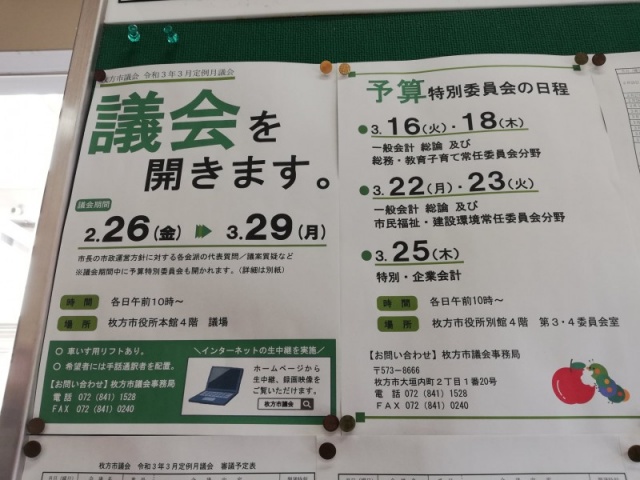 枚方市議会 令和3年3月定例月議会
議会を
開きます。
議会期間
2.26(金) 3.29(月)
市長の市政運営方針に対する各会派の代表質問／議案質疑など
※議会期間中に予算特別委員会も開かれます。(詳細は別紙)
時間 各日午前10時~
場所 枚方市役所本館4階 議場
○ 車いす用リフトあり。
○ 希望者には手話通訳者を配置。
【お問い合わせ】枚方市議会事務局
電話 072 (841) 1528
FAX 072 (841) 0240
＼インターネットの生中継を実施／
ホームページから
生中継、録画映像を
ご覧いただけます。
枚方市議会
予算特別委員会の日程
●3.16(火)・18(木)
一般会計 総論 及び
総務・教育子育て常任委員会分野
●3.22(月)・23(火)
一般会計 総論 及び
市民福祉・建設環境常任委員会分野
●3.25(木)
特別・企業会計
時間 各日午前10時~
場所 枚方市役所別館4階 第3・4委員会室
【お問い合わせ】枚方市議会事務局
〒573-8666
枚方市大垣内町2丁目1番20号
電話 072 (841) 1528
FAX 072 (841) 0240
枚方市議会 令和3年3月定例月議会 審議予定表